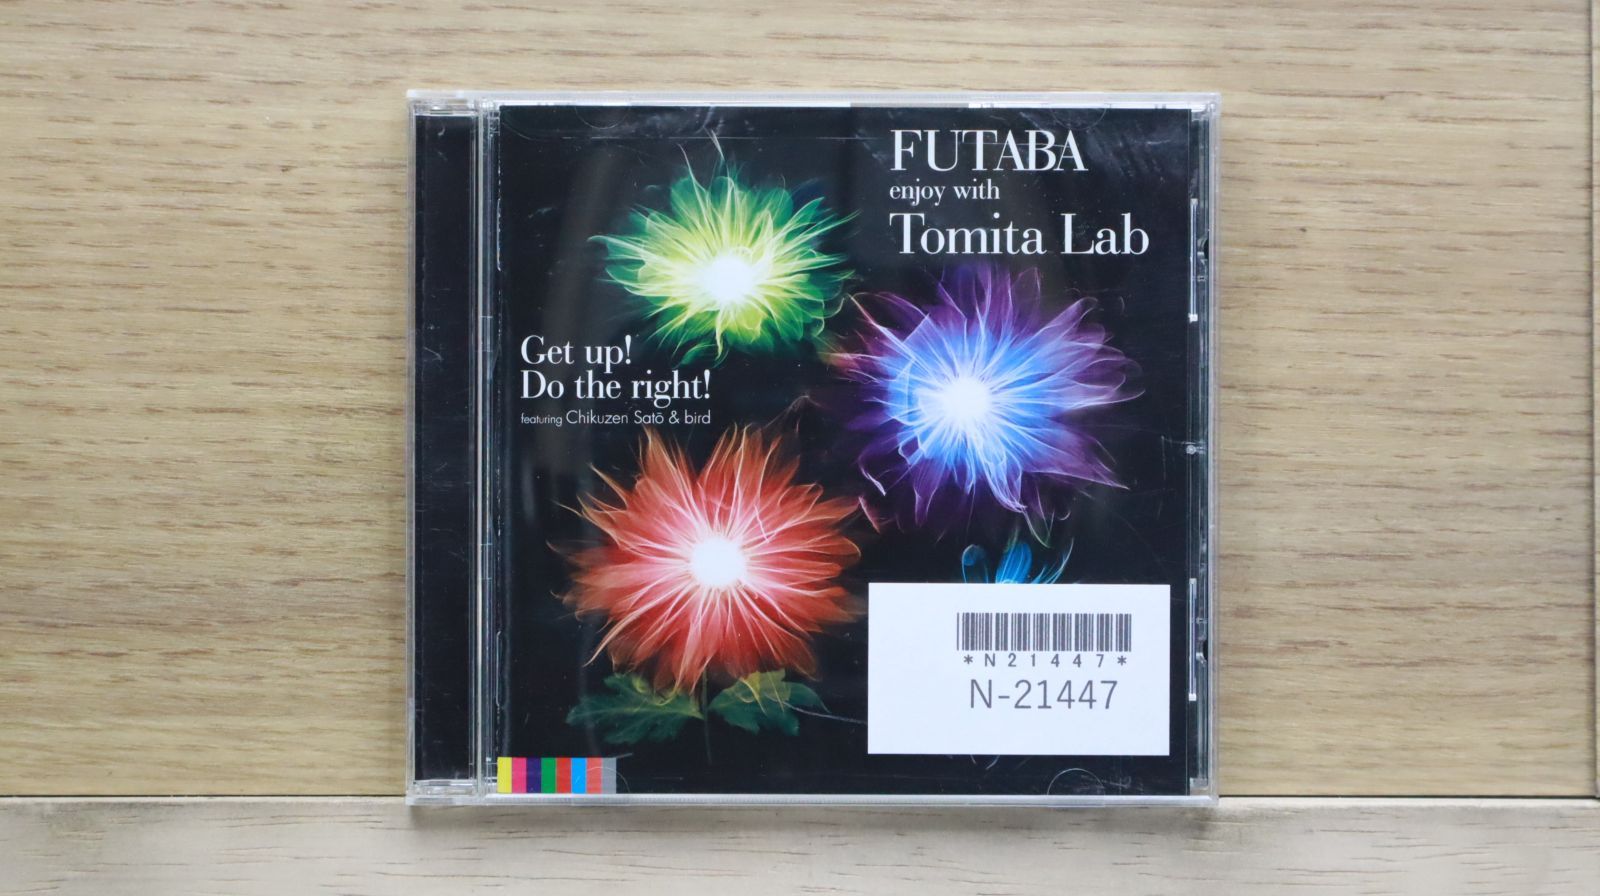 FUTABA
enjoy with
Tomita Lab
Get up!
Do the right!
featuring Chikuzen Satō & bird
*N21447*
N-21447